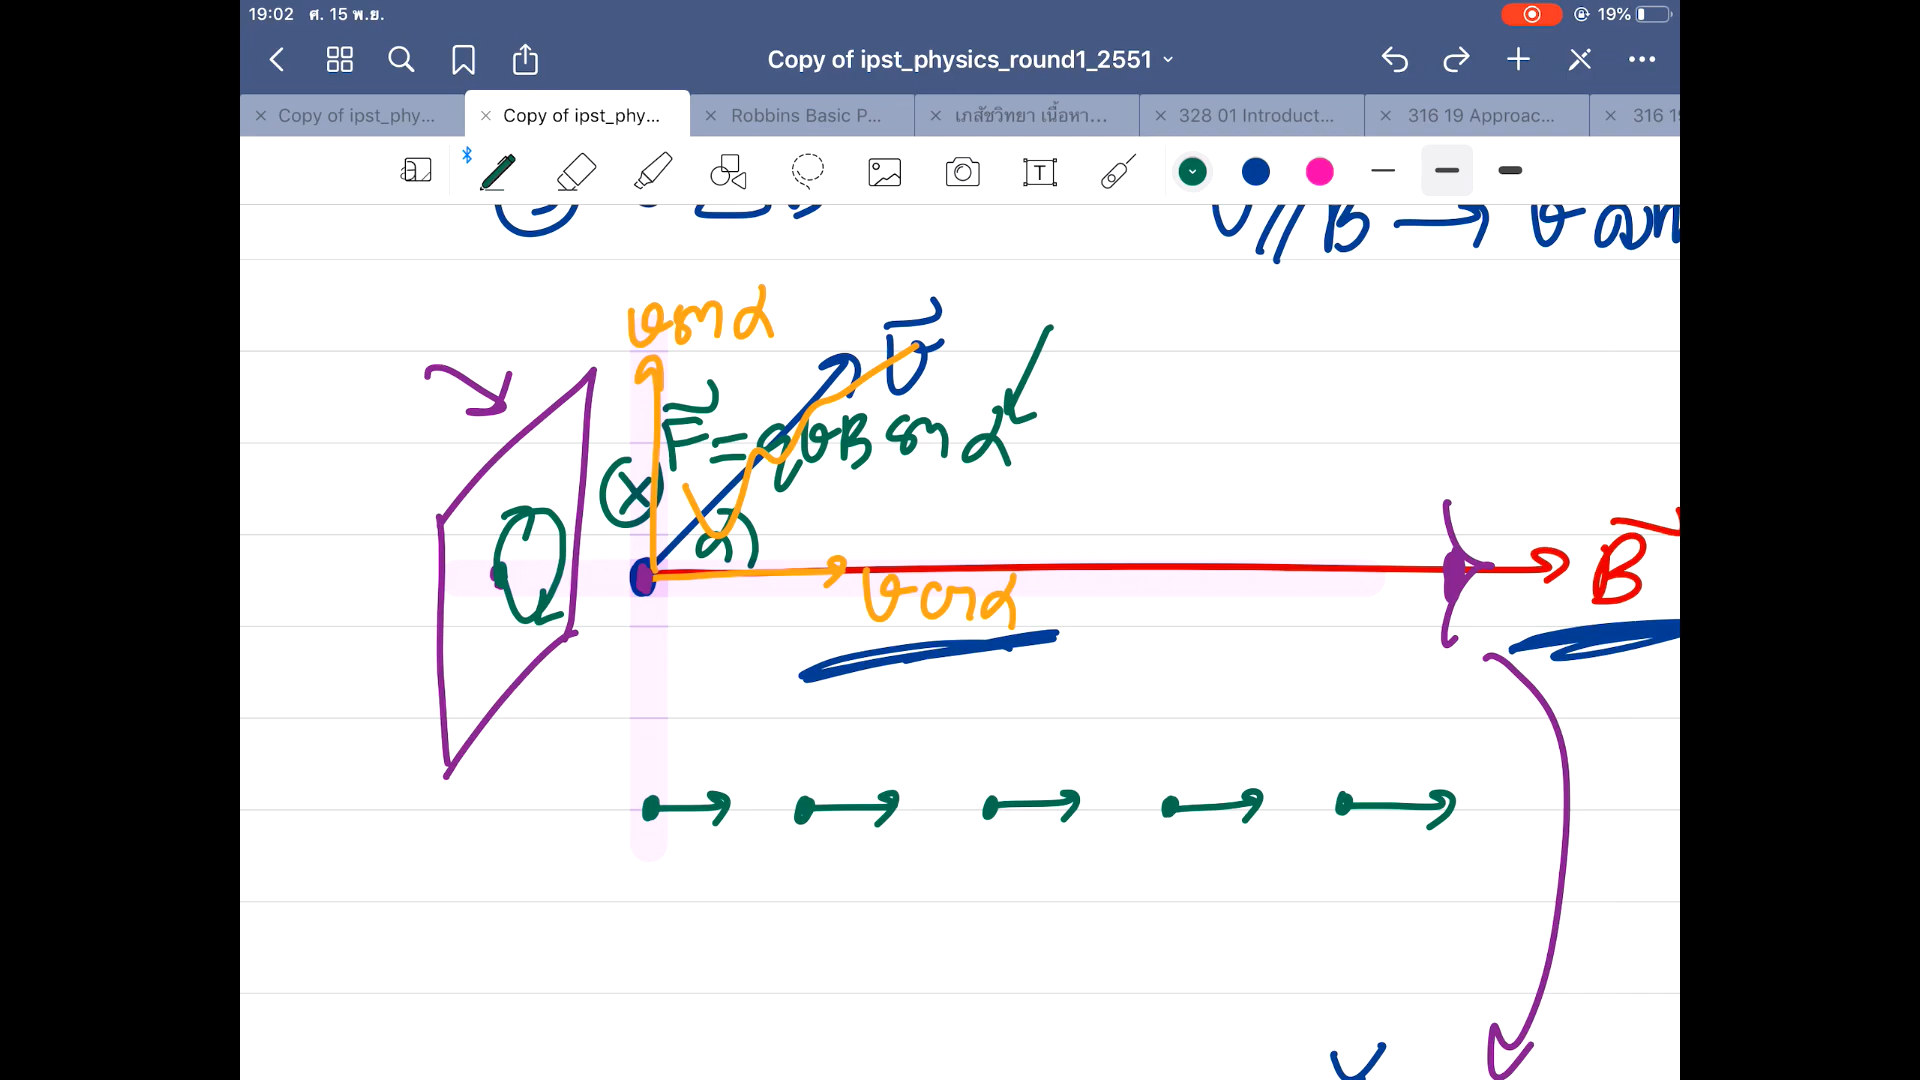 19:02 ศ. 15 พ.ย. 19%
Copy of ipst_physics_round1_2551
Copy of ipst_phy...
Copy of ipst_phy...
Robbins Basic P...
เภสัชวิทยา เนื้อหา...
328 01 Introduct...
316 19 Approac...
316 1
T
v // B → v
v sin α
v
F = qvB sin α
α
v cos α
B